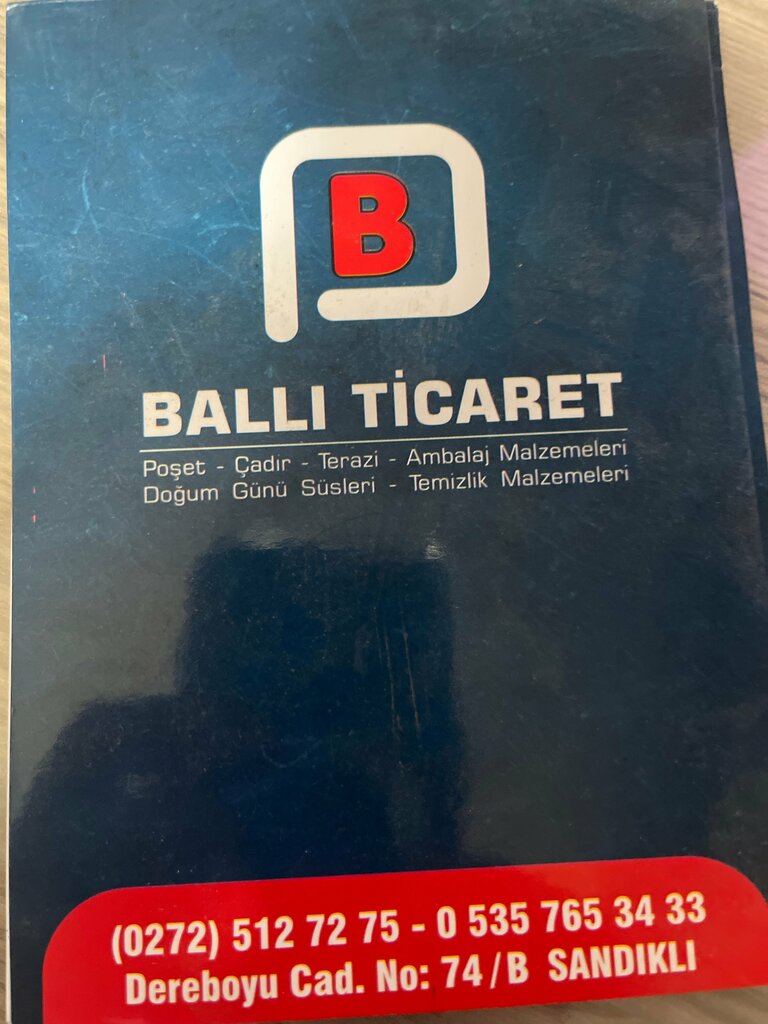 B
BALLI TİCARET
Poşet - Çadır - Terazi - Ambalaj Malzemeleri
Doğum Günü Süsleri - Temizlik Malzemeleri
(0272) 512 72 75 - 0 535 765 34 33
Dereboyu Cad. No: 74 / B SANDIKLI